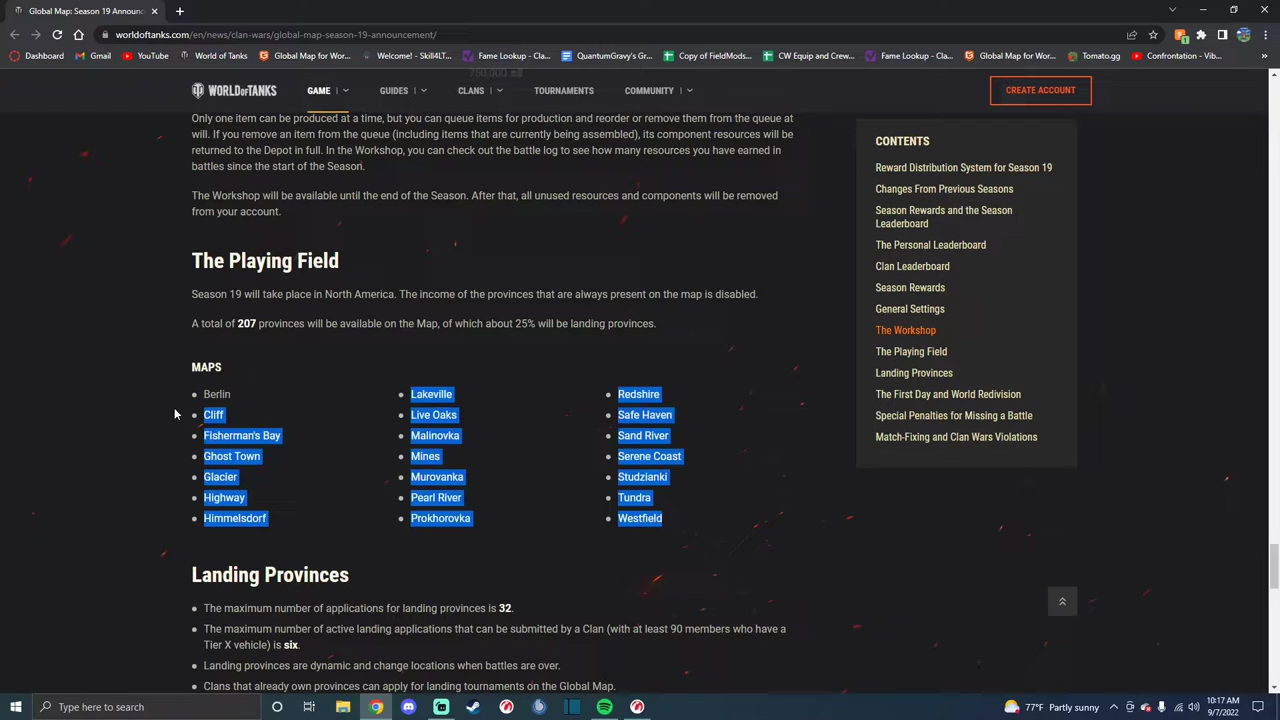 Global Map: Season 19 Announc
worldoftanks.com/en/news/clan-wars/global-map-season-19-announcement/
Dashboard
Gmail
YouTube
World of Tanks
Global Map for Wor...
Welcome! - Skill4LT...
Fame Lookup - Cla...
QuantumGravy's: G...
Copy of FieldMods...
CW Equip and Crew...
Fame Lookup - Cla...
Global Map for Wor...
Tomato.gg
Confrontation - Vib...
750,000
WORLD OF TANKS
GAME
GUIDES
CLANS
TOURNAMENTS
COMMUNITY
CREATE ACCOUNT
Only one item can be produced at a time, but you can queue items for production and reorder or remove them from the queue at
will. If you remove an item from the queue (including items that are currently being assembled), its component resources will be
returned to the Depot in full. In the Workshop, you can check out the battle log to see how many resources you have earned in
battles since the start of the Season.
The Workshop will be available until the end of the Season. After that, all unused resources and components will be removed
from your account.
The Playing Field
Season 19 will take place in North America. The income of the provinces that are always present on the map is disabled.
A total of 207 provinces will be available on the Map, of which about 25% will be landing provinces.
MAPS
Berlin
Cliff
Fisherman's Bay
Ghost Town
Glacier
Highway
Himmelsdorf
Lakeville
Live Oaks
Malinovka
Mines
Murovanka
Pearl River
Prokhorovka
Redshire
Safe Haven
Sand River
Serene Coast
Studzianki
Tundra
Westfield
Landing Provinces
The maximum number of applications for landing provinces is 32.
The maximum number of active landing applications that can be submitted by a Clan (with at least 90 members who have a
Tier X vehicle) is six.
Landing provinces are dynamic and change locations when battles are over.
Clans that already own provinces can apply for landing tournaments on the Global Map.
CONTENTS
Reward Distribution System for Season 19
Changes From Previous Seasons
Season Rewards and the Season
Leaderboard
The Personal Leaderboard
Clan Leaderboard
Season Rewards
General Settings
The Workshop
The Playing Field
Landing Provinces
The First Day and World Redivision
Special Penalties for Missing a Battle
Match-Fixing and Clan Wars Violations
Type here to search
77°F Partly sunny
10:17 AM
9/7/2022